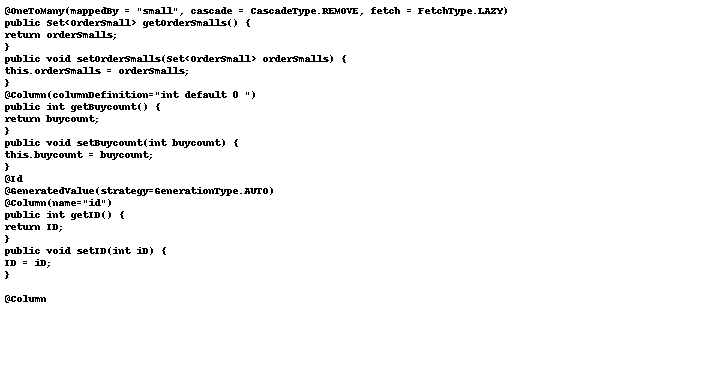 @OneToMany(mappedBy = "small", cascade = CascadeType.REMOVE, fetch = FetchType.LAZY)
public Set<OrderSmall> getOrderSmalls() {
return orderSmalls;
}
public void setOrderSmalls(Set<OrderSmall> orderSmalls) {
this.orderSmalls = orderSmalls;
}
@Column(columnDefinition="int default 0 ")
public int getBuycount() {
return buycount;
}
public void setBuycount(int buycount) {
this.buycount = buycount;
}
@Id
@GeneratedValue(strategy=GenerationType.AUTO)
@Column(name="id")
public int getID() {
return ID;
}
public void setID(int iD) {
ID = iD;
}
@Column